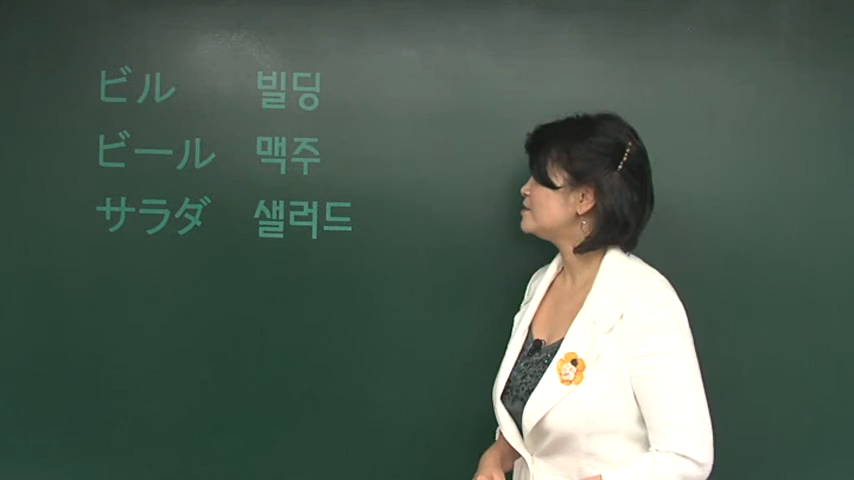 ビル 빌딩
ビール 맥주
サラダ 샐러드